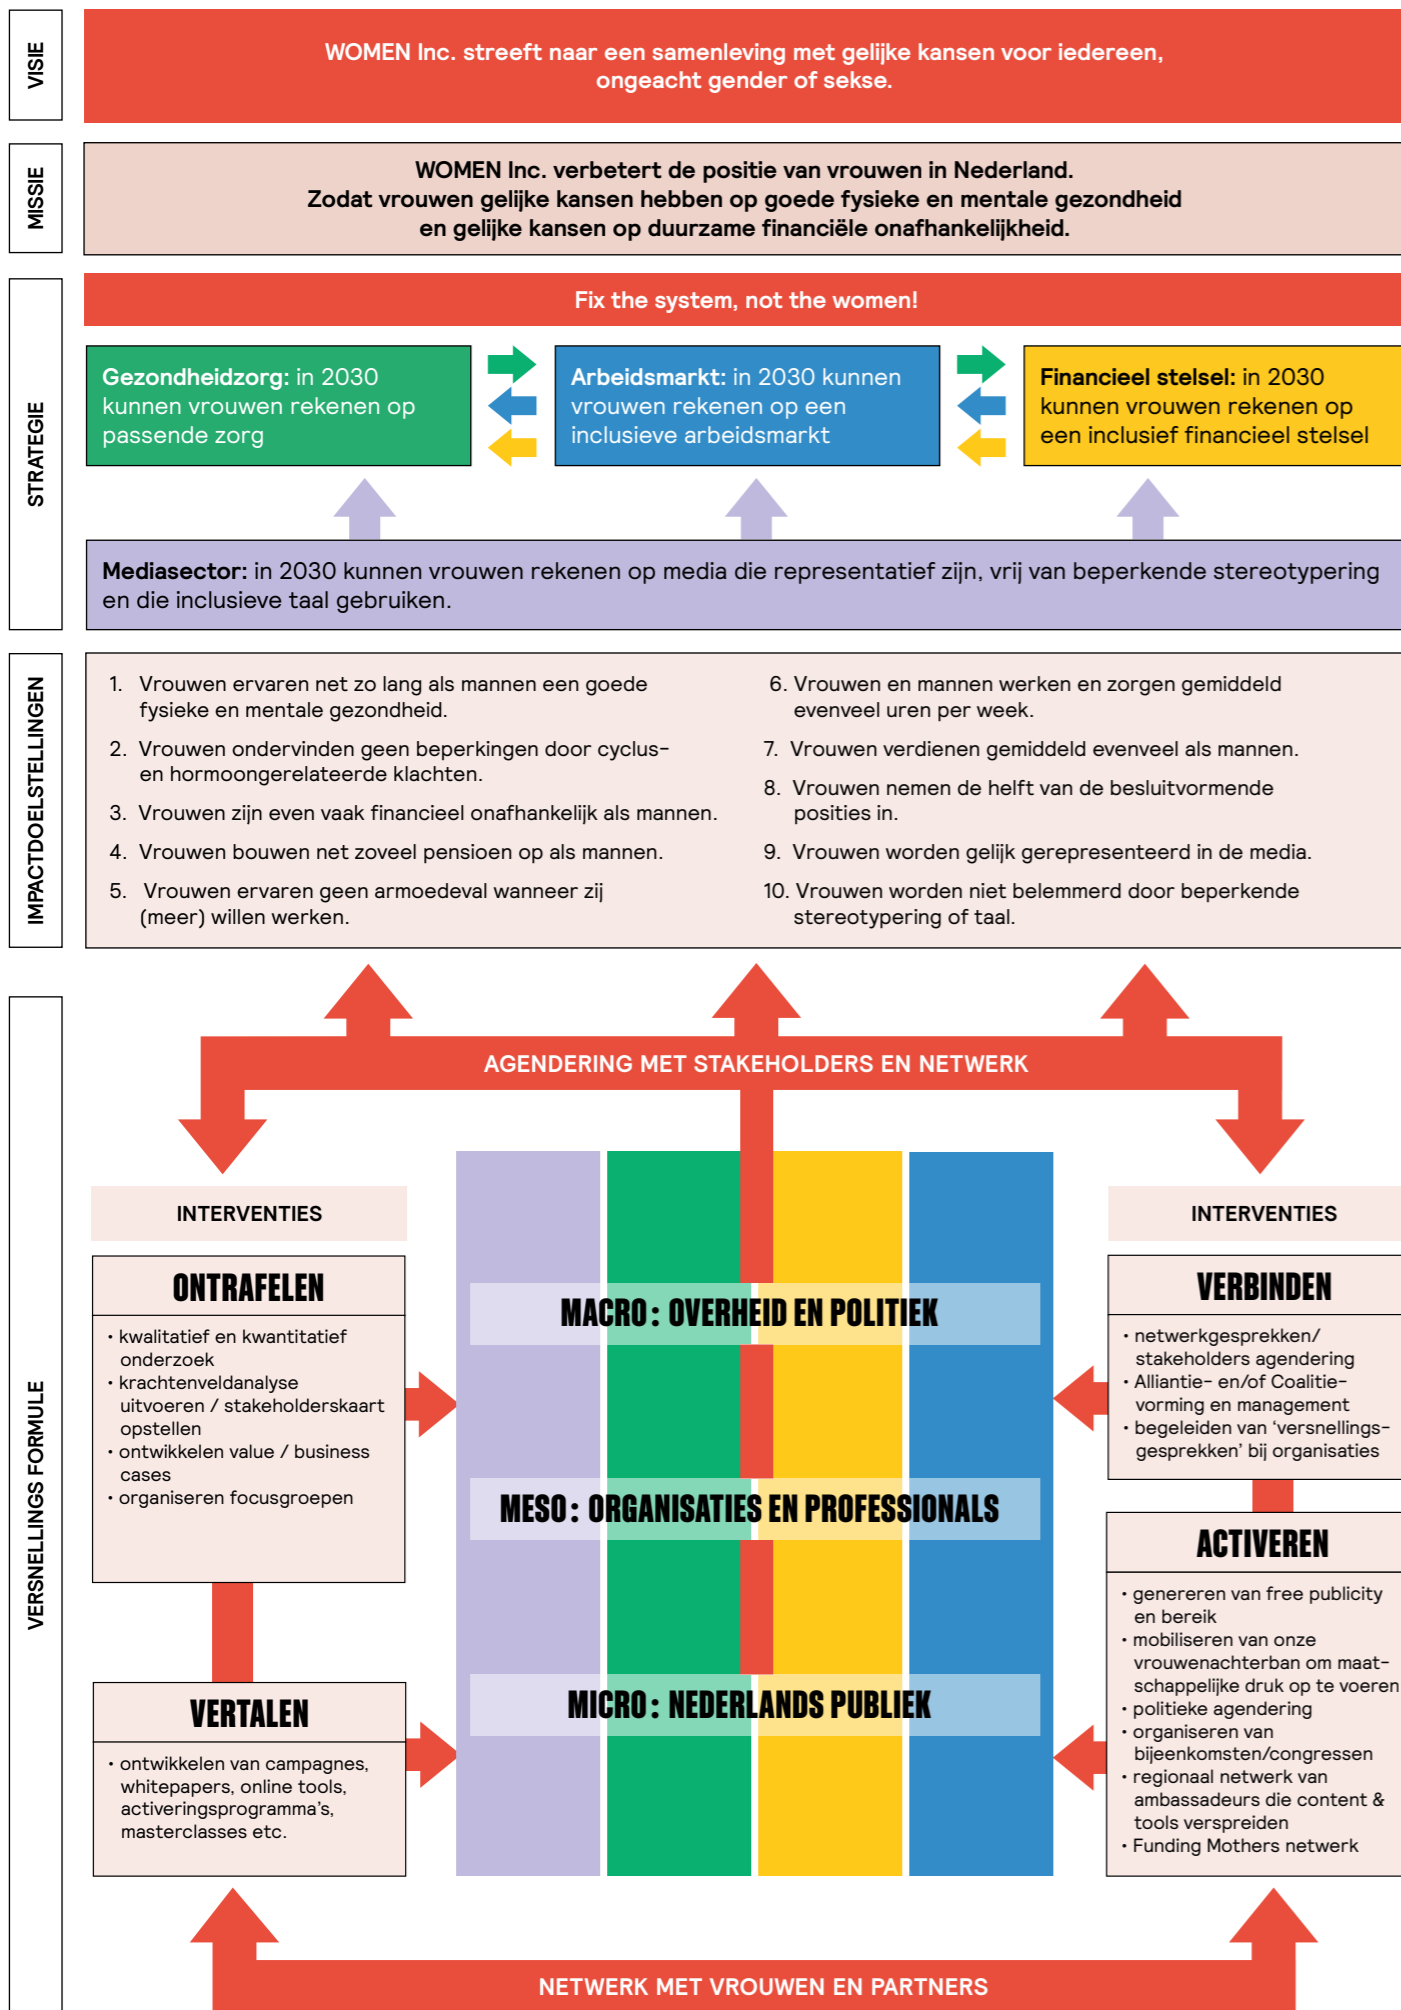 VISIE
WOMEN Inc. streeft naar een samenleving met gelijke kansen voor iedereen,
ongeacht gender of sekse.
MISSIE
WOMEN Inc. verbetert de positie van vrouwen in Nederland.
Zodat vrouwen gelijke kansen hebben op goede fysieke en mentale gezondheid
en gelijke kansen op duurzame financiële onafhankelijkheid.
STRATEGIE
Fix the system, not the women!
Gezondheidzorg: in 2030
kunnen vrouwen rekenen op
passende zorg
Arbeidsmarkt: in 2030 kunnen
vrouwen rekenen op een
inclusieve arbeidsmarkt
Financieel stelsel: in 2030
kunnen vrouwen rekenen op
een inclusief financieel stelsel
Mediasector: in 2030 kunnen vrouwen rekenen op media die representatief zijn, vrij van beperkende stereotypering
en die inclusieve taal gebruiken.
IMPACTDOELSTELLINGEN
1. Vrouwen ervaren net zo lang als mannen een goede
fysieke en mentale gezondheid.
2. Vrouwen ondervinden geen beperkingen door cyclus-
en hormoongerelateerde klachten.
3. Vrouwen zijn even vaak financieel onafhankelijk als mannen.
4. Vrouwen bouwen net zoveel pensioen op als mannen.
5. Vrouwen ervaren geen armoedeval wanneer zij
(meer) willen werken.
6. Vrouwen en mannen werken en zorgen gemiddeld
evenveel uren per week.
7. Vrouwen verdienen gemiddeld evenveel als mannen.
8. Vrouwen nemen de helft van de besluitvormende
posities in.
9. Vrouwen worden gelijk gerepresenteerd in de media.
10. Vrouwen worden niet belemmerd door beperkende
stereotypering of taal.
VERSNELLINGS FORMULE
AGENDERING MET STAKEHOLDERS EN NETWERK
INTERVENTIES
ONTRAFELEN
• kwalitatief en kwantitatief
onderzoek
• krachtenveldanalyse
uitvoeren / stakeholderskaart
opstellen
• ontwikkelen value / business
cases
• organiseren focusgroepen
VERTALEN
• ontwikkelen van campagnes,
whitepapers, online tools,
activeringsprogramma's,
masterclasses etc.
MACRO: OVERHEID EN POLITIEK
MESO: ORGANISATIES EN PROFESSIONALS
MICRO: NEDERLANDS PUBLIEK
INTERVENTIES
VERBINDEN
• netwerkgesprekken/
stakeholders agendering
• Alliantie- en/of Coalitie-
vorming en management
• begeleiden van ‘versnellings-
gesprekken’ bij organisaties
ACTIVEREN
• genereren van free publicity
en bereik
• mobiliseren van onze
vrouwenachterban om maat-
schappelijke druk op te voeren
• politieke agendering
• organiseren van
bijeenkomsten/congressen
• regionaal netwerk van
ambassadeurs die content &
tools verspreiden
• Funding Mothers netwerk
NETWERK MET VROUWEN EN PARTNERS